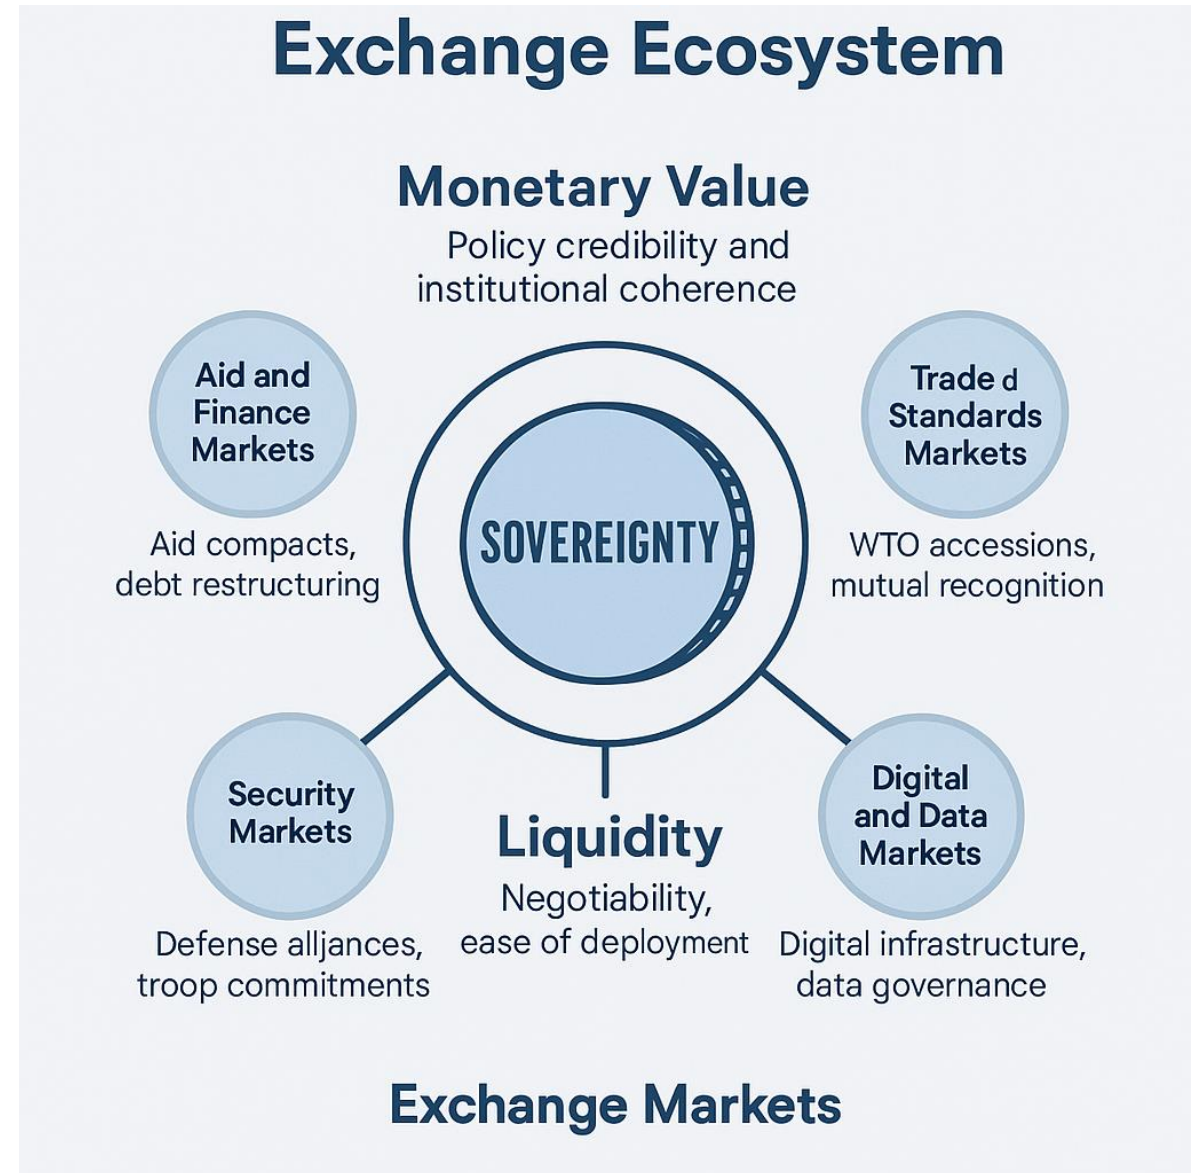 Exchange Ecosystem
Monetary Value
Policy credibility and
institutional coherence
Aid and
Finance
Markets
Aid compacts,
debt restructuring
Trade d
Standards
Markets
WTO accessions,
mutual recognition
SOVEREIGNTY
Security
Markets
Defense alljances,
troop commitments
Liquidity
Negotiability,
ease of deployment
Digital
and Data
Markets
Digital infrastructure,
data governance
Exchange Markets